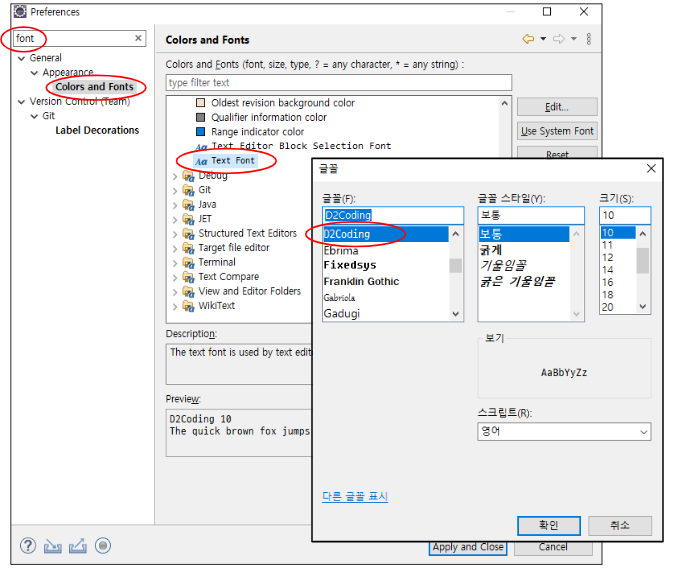 Preferences
font
General
Appearance
Colors and Fonts
Version Control (Team)
Git
Label Decorations
Colors and Fonts
Colors and Fonts (font, size, type, ? = any character, * = any string) :
type filter text
Oldest revision background color
Qualifier information color
Range indicator color
Text Editor Block Selection Font
Text Font
Debug
Git
Java
JET
Structured Text Editors
Target file editor
Terminal
Text Compare
View and Editor Folders
WikiText
Edit...
Use System Font
Reset
Description:
The text font is used by text edit
Preview:
D2Coding 10
The quick brown fox jumps
Apply and Close
Cancel
글꼴
글꼴(F):
D2Coding
D2Coding
Ebrima
Fixedsys
Franklin Gothic
Gabriola
Gadugi
글꼴 스타일(Y):
보통
보통
굵게
기울임꼴
굵은 기울임꼴
크기(S):
10
10
11
12
14
16
18
20
보기
AaBbYyZz
스크립트(R):
영어
다른 글꼴 표시
확인
취소